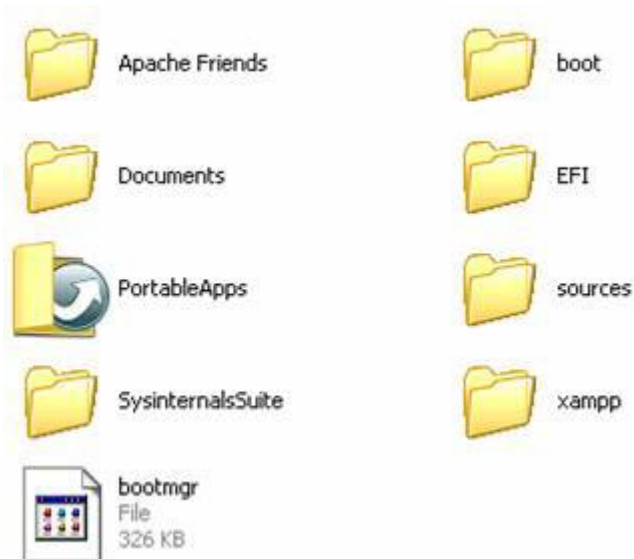 Apache Friends
boot
Documents
EFI
PortableApps
sources
SysinternalsSuite
xampp
bootmgr
File
326 KB